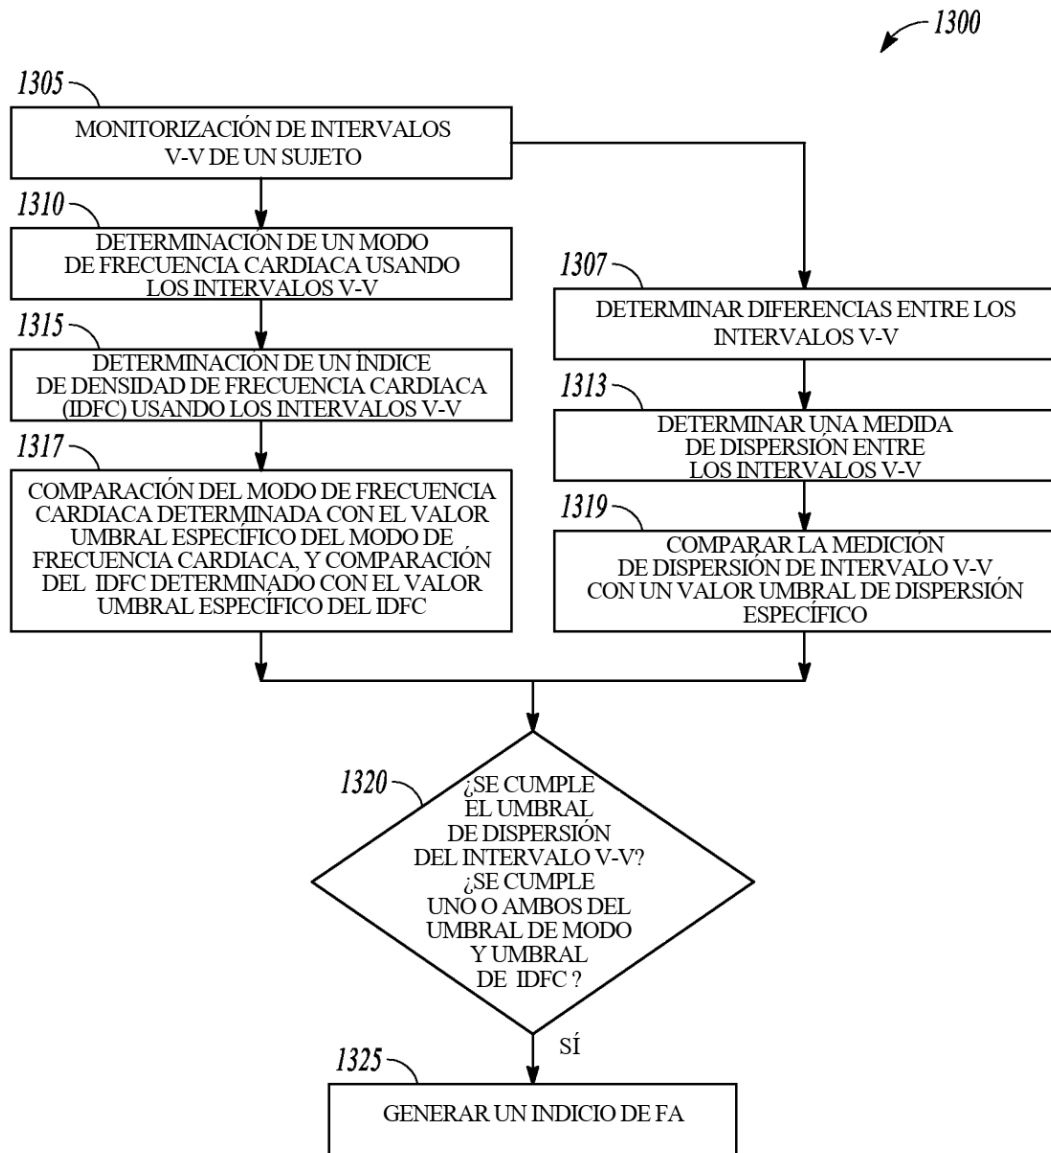 1300
1305
MONITORIZACIÓN DE INTERVALOS
V-V DE UN SUJETO
1310
DETERMINACIÓN DE UN MODO
DE FRECUENCIA CARDIACA USANDO
LOS INTERVALOS V-V
1315
DETERMINACIÓN DE UN ÍNDICE
DE DENSIDAD DE FRECUENCIA CARDIACA
(IDFC) USANDO LOS INTERVALOS V-V
1317
COMPARACIÓN DEL MODO DE FRECUENCIA
CARDIACA DETERMINADA CON EL VALOR
UMBRAL ESPECÍFICO DEL MODO DE
FRECUENCIA CARDIACA, Y COMPARACIÓN
DEL IDFC DETERMINADO CON EL VALOR
UMBRAL ESPECÍFICO DEL IDFC
1307
DETERMINAR DIFERENCIAS ENTRE LOS
INTERVALOS V-V
1313
DETERMINAR UNA MEDIDA
DE DISPERSIÓN ENTRE
LOS INTERVALOS V-V
1319
COMPARAR LA MEDICIÓN
DE DISPERSIÓN DE INTERVALO V-V
CON UN VALOR UMBRAL DE DISPERSIÓN
ESPECÍFICO
1320
¿SE CUMPLE
EL UMBRAL
DE DISPERSIÓN
DEL INTERVALO V-V?
¿SE CUMPLE
UNO O AMBOS DEL
UMBRAL DE MODO
Y UMBRAL
DE IDFC ?
SÍ
1325
GENERAR UN INDICIO DE FA